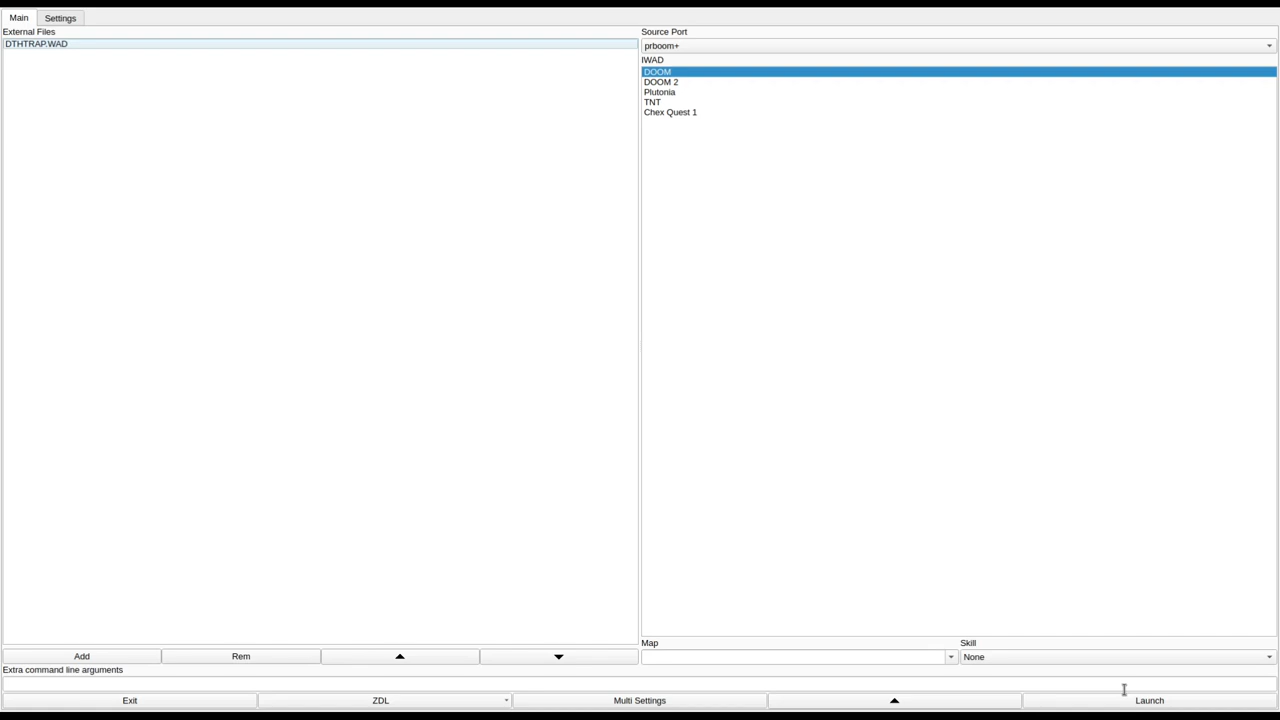 Main Settings
External Files
DTHTRAP.WAD
Add Rem
Extra command line arguments
Source Port
prboom+
IWAD
DOOM
DOOM 2
Plutonia
TNT
Chex Quest 1
Map Skill
None
Exit ZDL Multi Settings Launch